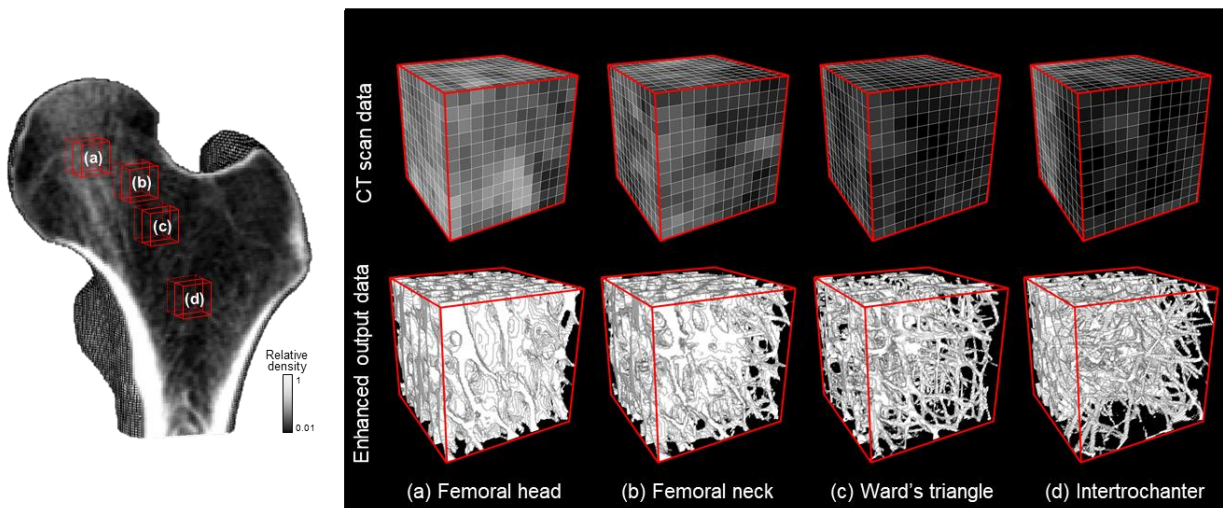 (a)
(b)
(c)
(d)
Relative
density
1
0.01
CT scan data
Enhanced output data
(a) Femoral head
(b) Femoral neck
(c) Ward's triangle
(d) Intertrochanter